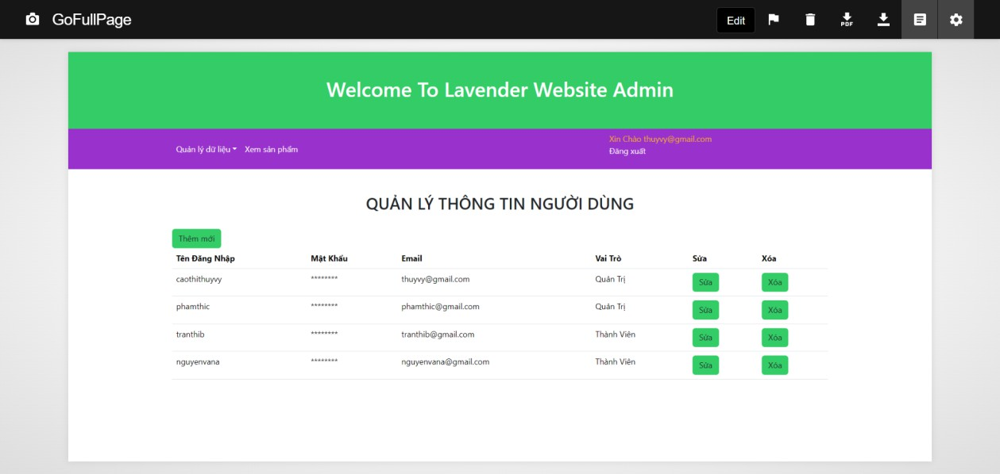 GoFullPage
Edit
PDF
Welcome To Lavender Website Admin
Quản lý dữ liệu Xem sản phẩm
Xin Chào thuyvy@gmail.com
Đăng xuất
QUẢN LÝ THÔNG TIN NGƯỜI DÙNG
Thêm mới
Tên Đăng Nhập Mật Khẩu Email Vai Trò Sửa Xóa
caothithuyvy ******** thuyvy@gmail.com Quản Trị Sửa Xóa
phamthic ******** phamthic@gmail.com Quản Trị Sửa Xóa
tranthib ******** tranthib@gmail.com Thành Viên Sửa Xóa
nguyenvana ******** nguyenvana@gmail.com Thành Viên Sửa Xóa